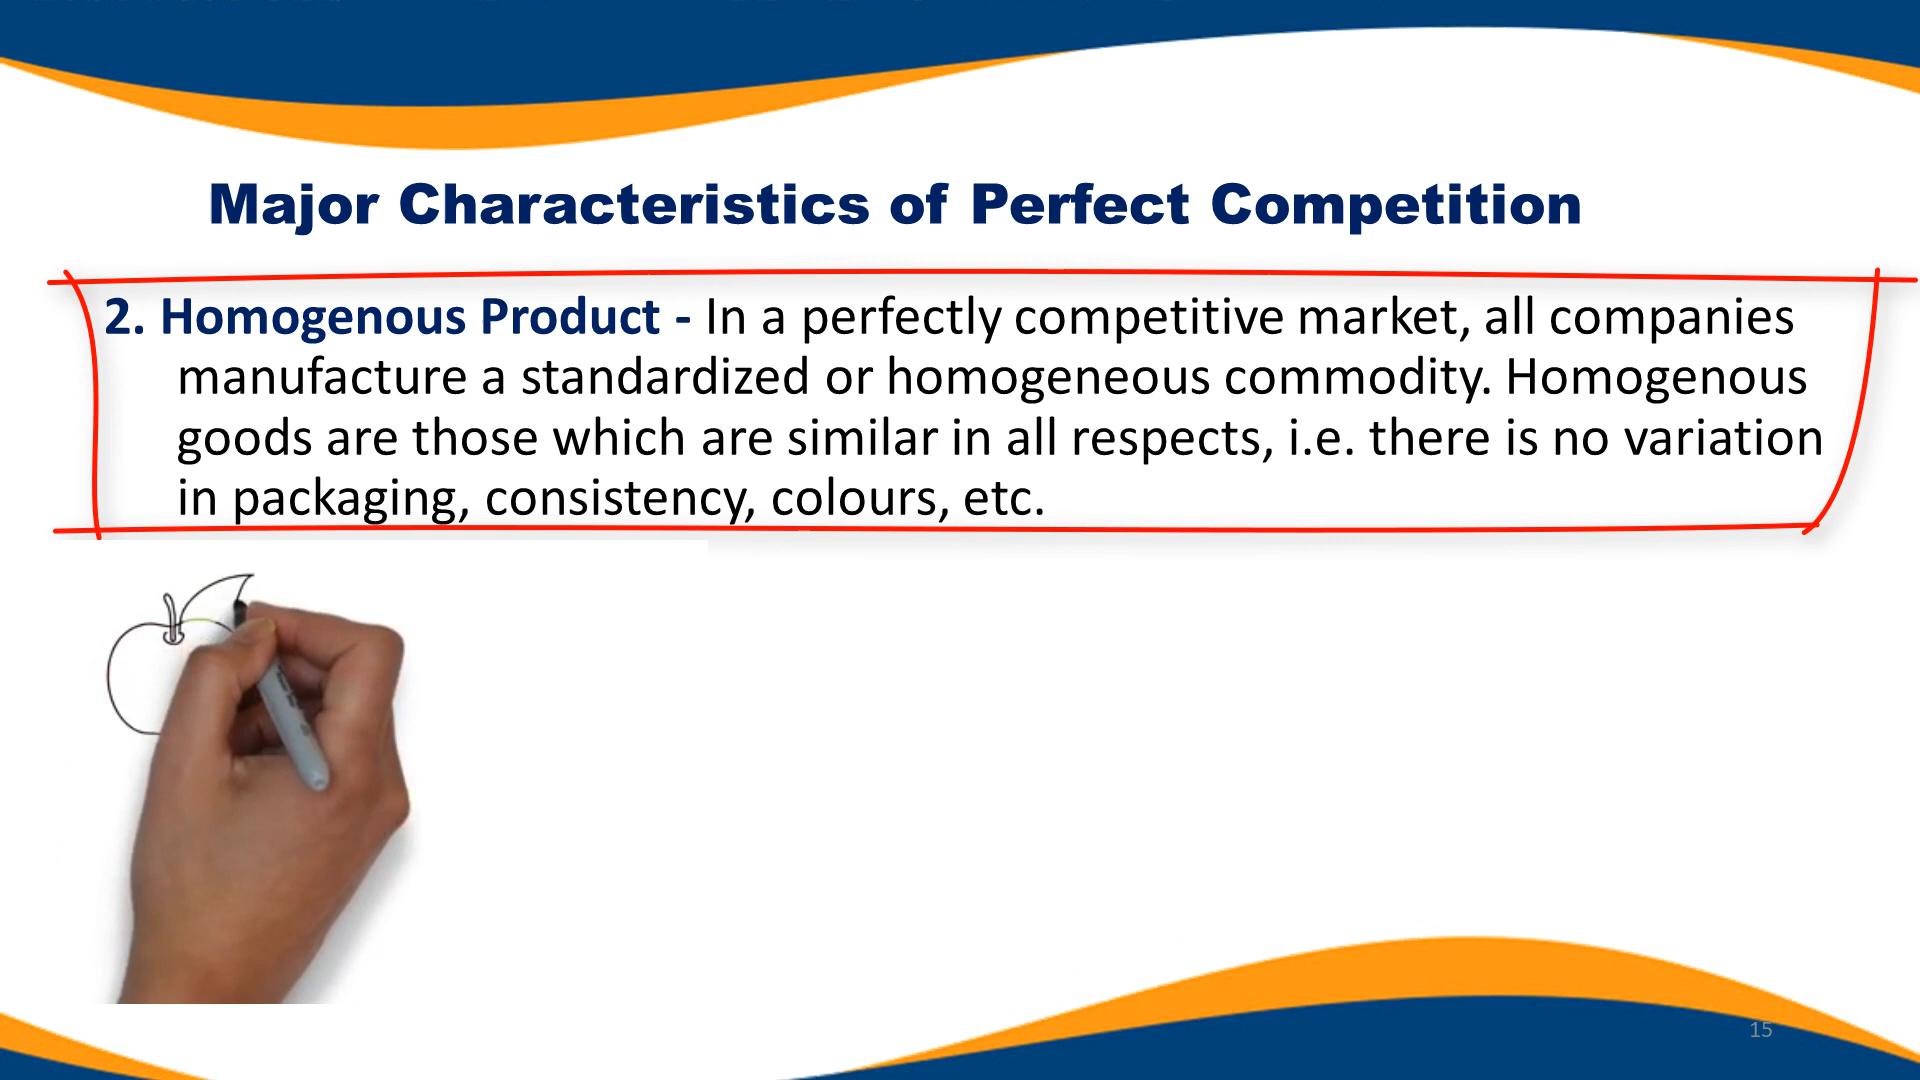 Major Characteristics of Perfect Competition
2. Homogenous Product - In a perfectly competitive market, all companies
manufacture a standardized or homogeneous commodity. Homogenous
goods are those which are similar in all respects, i.e. there is no variation
in packaging, consistency, colours, etc.
15